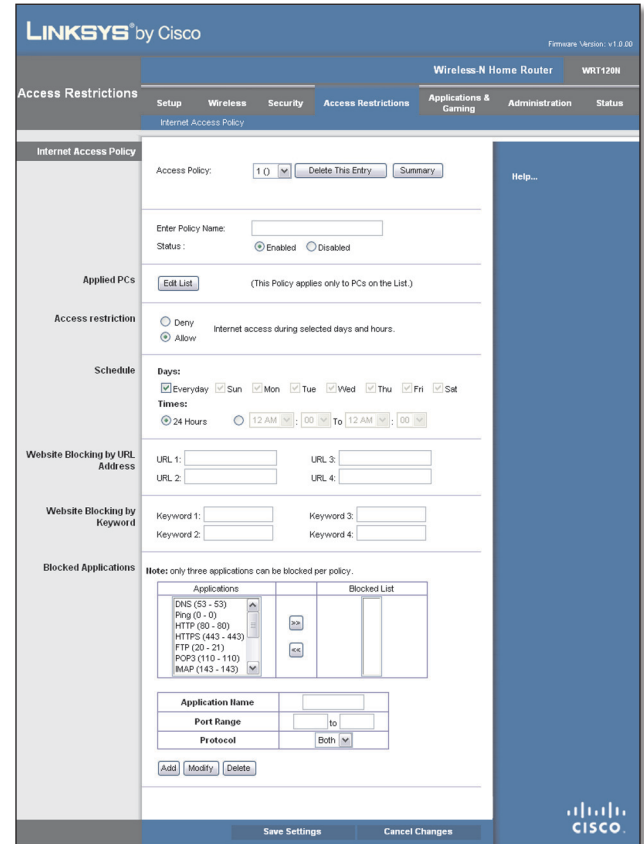 LINKSYS® by Cisco
Firmware Version: v1.0.00
Wireless-N Home Router WRT120N
Access Restrictions
Setup Wireless Security Access Restrictions Applications & Gaming Administration Status
Internet Access Policy
Internet Access Policy
Access Policy: 1 () Delete This Entry Summary
Help...
Enter Policy Name:
Status : Enabled Disabled
Applied PCs
Edit List (This Policy applies only to PCs on the List.)
Access restriction
Deny
Allow
Internet access during selected days and hours.
Schedule
Days:
Everyday Sun Mon Tue Wed Thu Fri Sat
Times:
24 Hours 12 AM : 00 To 12 AM : 00
Website Blocking by URL Address
URL 1: URL 3:
URL 2: URL 4:
Website Blocking by Keyword
Keyword 1: Keyword 3:
Keyword 2: Keyword 4:
Blocked Applications
Note: only three applications can be blocked per policy.
Applications Blocked List
DNS (53 - 53)
Ping (0 - 0)
HTTP (80 - 80)
HTTPS (443 - 443)
FTP (20 - 21)
POP3 (110 - 110)
IMAP (143 - 143)
>>
<<
Application Name
Port Range to
Protocol Both
Add Modify Delete
Save Settings Cancel Changes
CISCO.